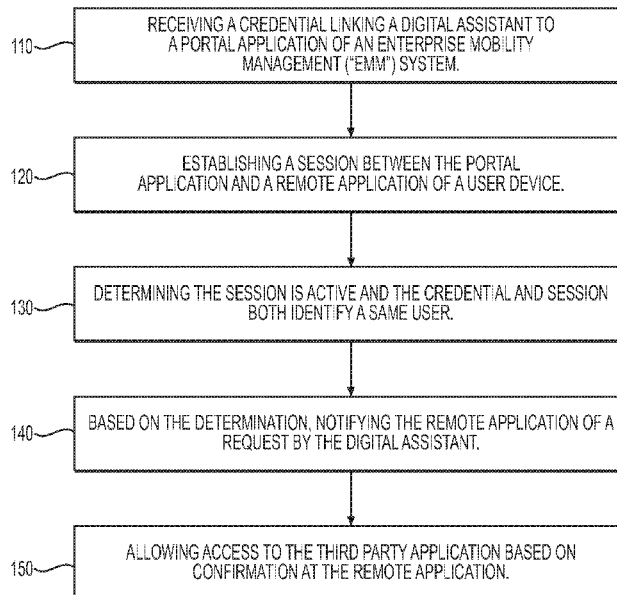 110
RECEIVING A CREDENTIAL LINKING A DIGITAL ASSISTANT TO
A PORTAL APPLICATION OF AN ENTERPRISE MOBILITY
MANAGEMENT ("EMM") SYSTEM.
120
ESTABLISHING A SESSION BETWEEN THE PORTAL
APPLICATION AND A REMOTE APPLICATION OF A USER DEVICE.
130
DETERMINING THE SESSION IS ACTIVE AND THE CREDENTIAL AND SESSION
BOTH IDENTIFY A SAME USER.
140
BASED ON THE DETERMINATION, NOTIFYING THE REMOTE APPLICATION OF A
REQUEST BY THE DIGITAL ASSISTANT.
150
ALLOWING ACCESS TO THE THIRD PARTY APPLICATION BASED ON
CONFIRMATION AT THE REMOTE APPLICATION.